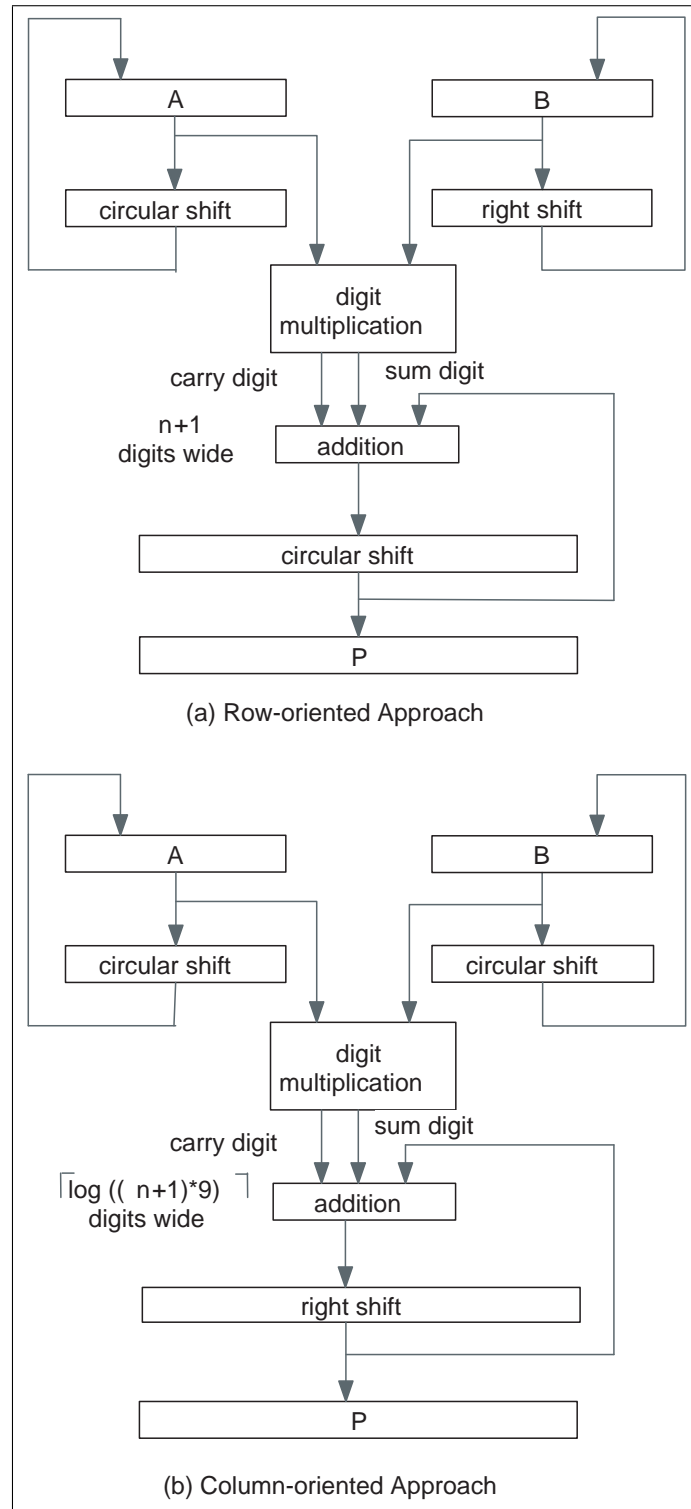 A
B
circular shift
right shift
digit
multiplication
carry digit
sum digit
n+1
digits wide
addition
circular shift
P
(a) Row-oriented Approach
A
B
circular shift
circular shift
digit
multiplication
carry digit
sum digit
⌈log (( n+1)*9)⌉
digits wide
addition
right shift
P
(b) Column-oriented Approach